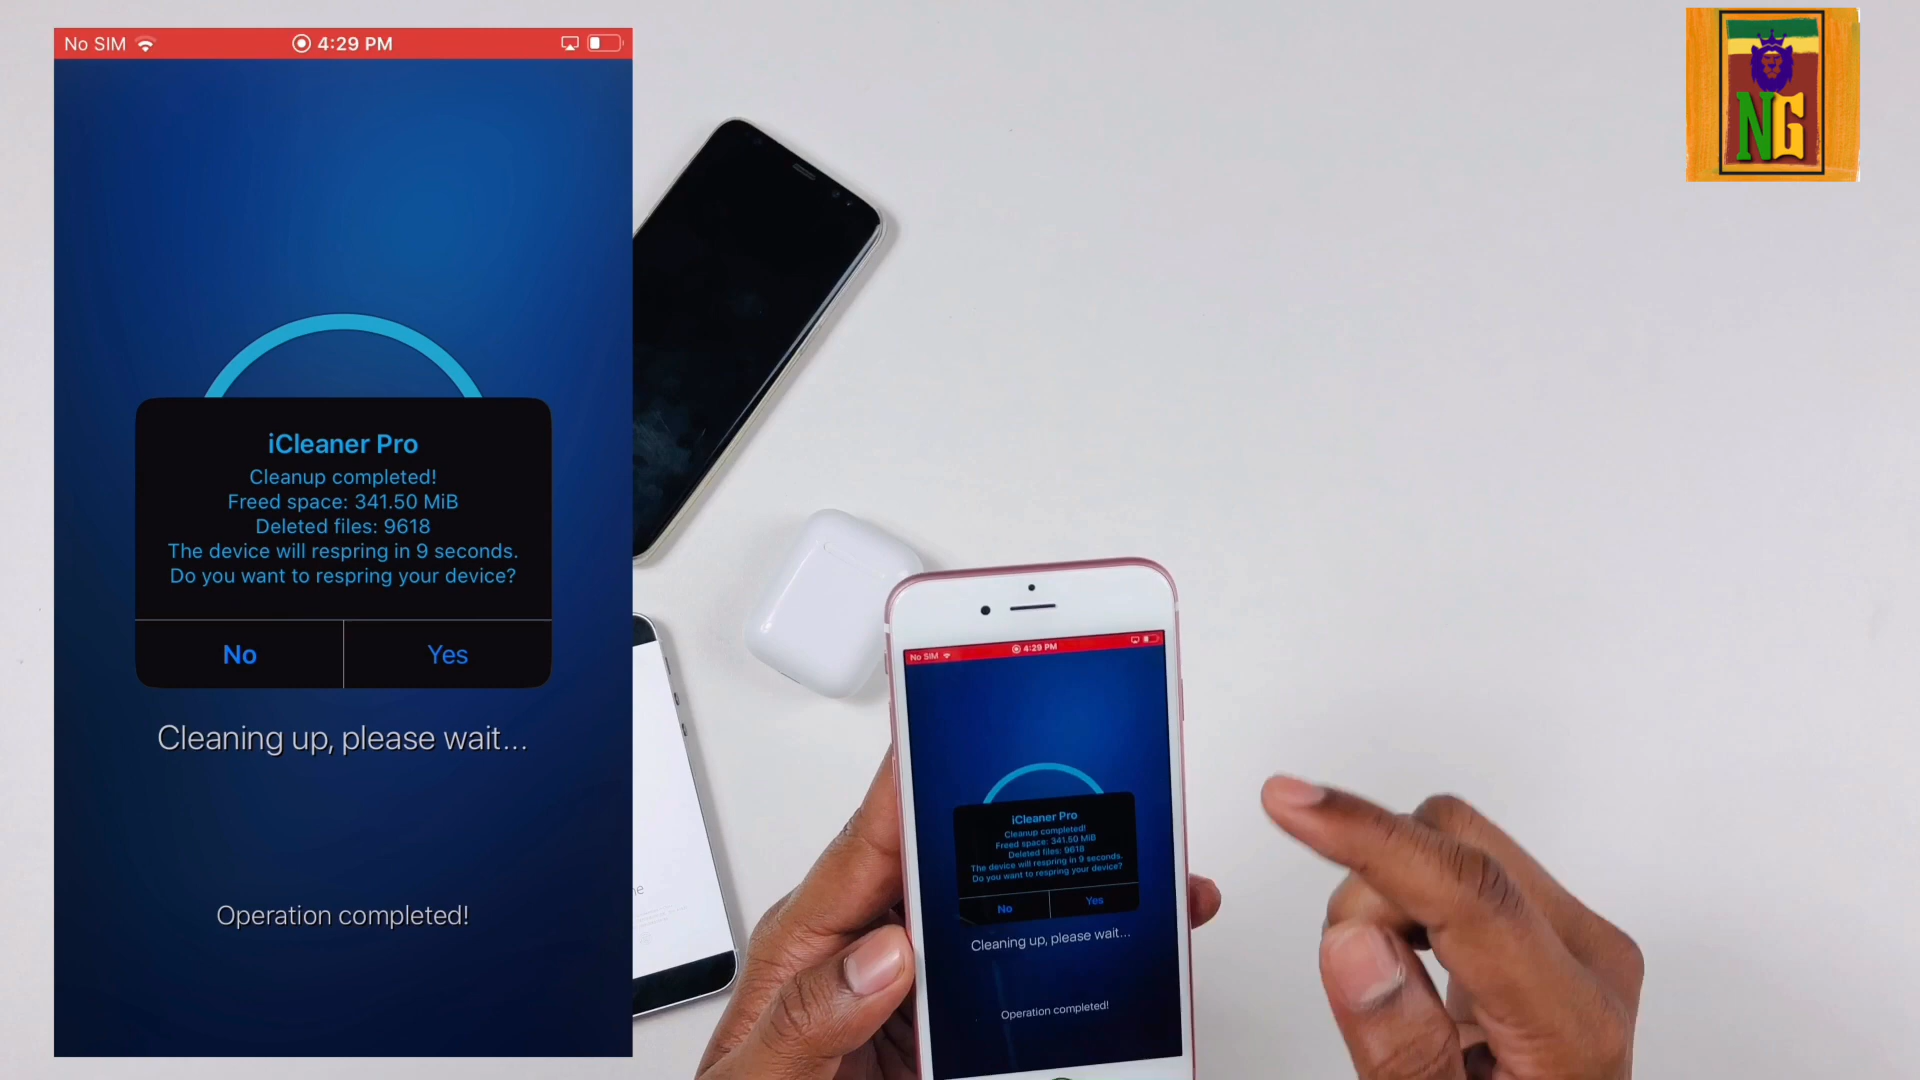 No SIM 4:29 PM
iCleaner Pro
Cleanup completed!
Freed space: 341.50 MiB
Deleted files: 9618
The device will respring in 9 seconds.
Do you want to respring your device?
No Yes
Cleaning up, please wait...
Operation completed!
NG
No SIM 4:29 PM
iCleaner Pro
Cleanup completed!
Freed space: 341.50 MiB
Deleted files: 9618
The device will respring in 9 seconds.
Do you want to respring your device?
No Yes
Cleaning up, please wait...
Operation completed!